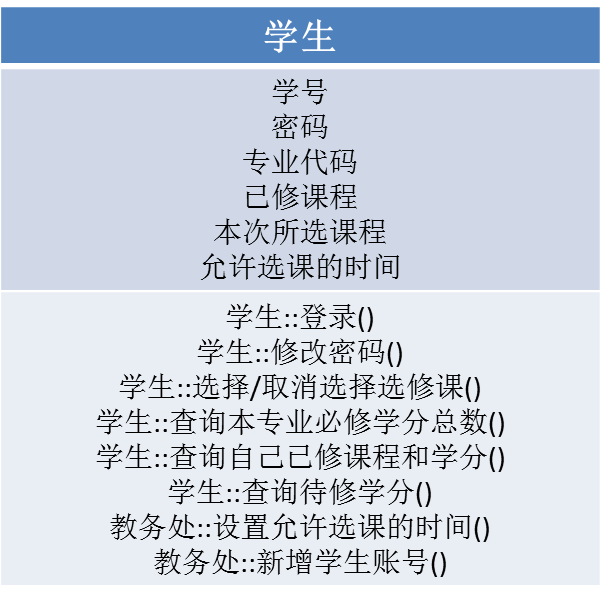 学生
学号
密码
专业代码
已修课程
本次所选课程
允许选课的时间
学生::登录()
学生::修改密码()
学生::选择/取消选择选修课()
学生::查询本专业必修学分总数()
学生::查询自己已修课程和学分()
学生::查询待修学分()
教务处::设置允许选课的时间()
教务处::新增学生账号()